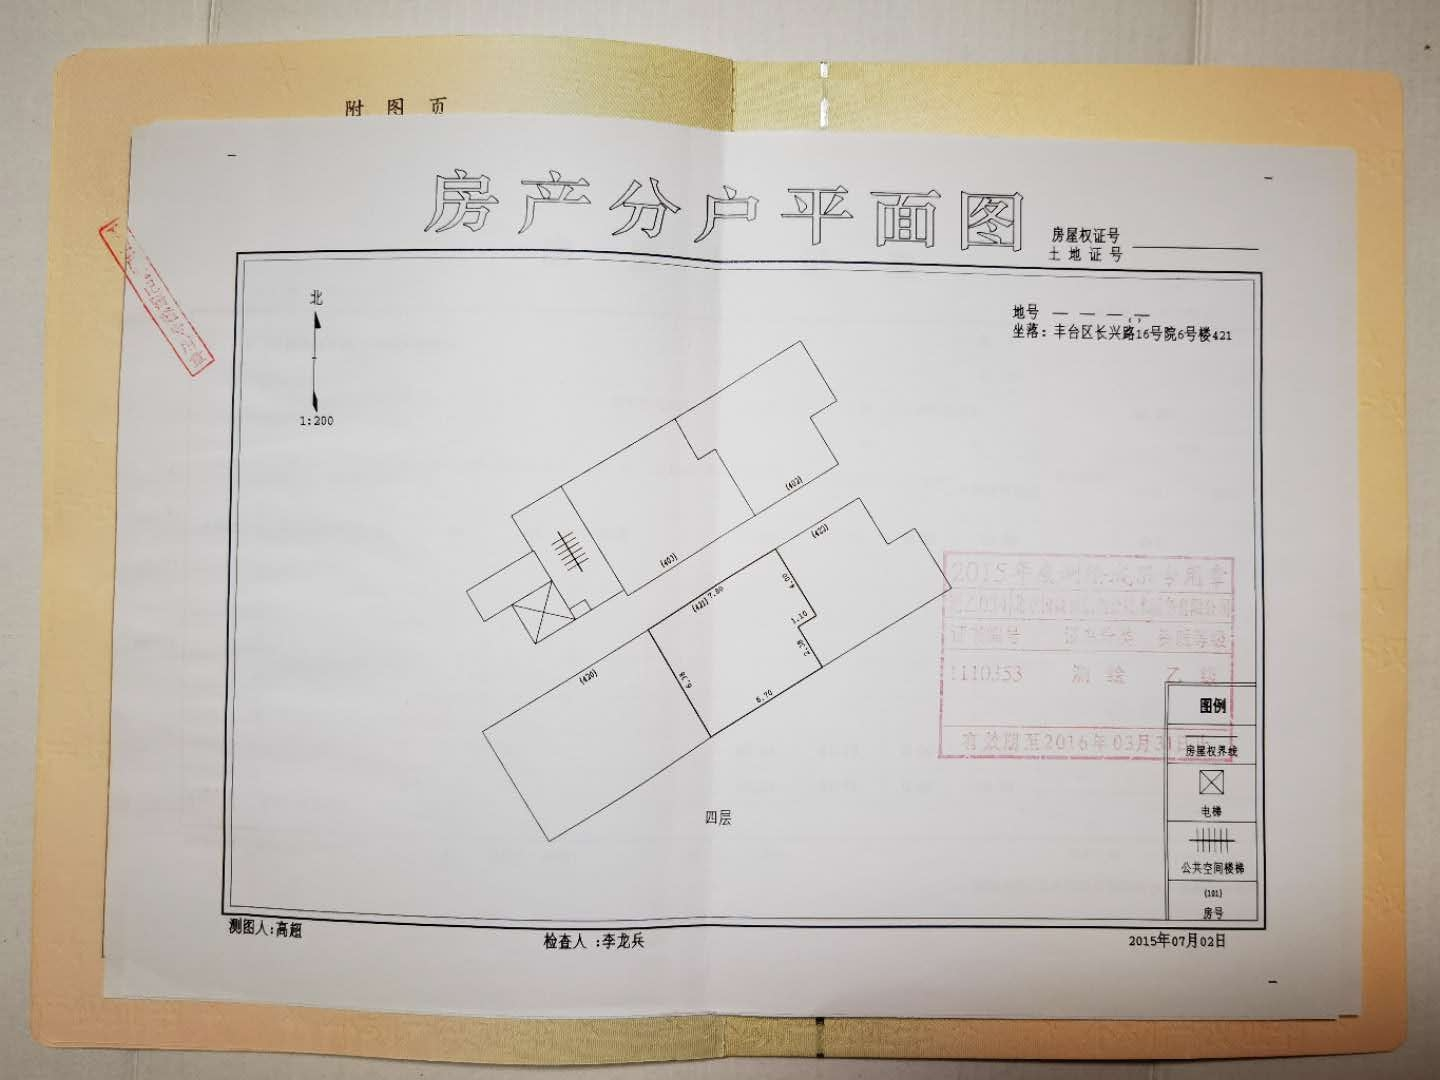 附图页
房产分户平面图
房屋权证号
土地证号
北
1:200
地号
坐落：丰台区长兴路16号院6号楼421
(402)
(403)
(423)
(421) 7.80
4.00
1.10
(420)
6.70
四层
2015年度测绘成果专用章
证书编号
资质等级
1110353 测绘 乙级
有效期至2016年03月31日止
图例
房屋权界线
电梯
公共空间楼梯
(101)
房号
测图人:高超
检查人:李龙兵
2015年07月02日